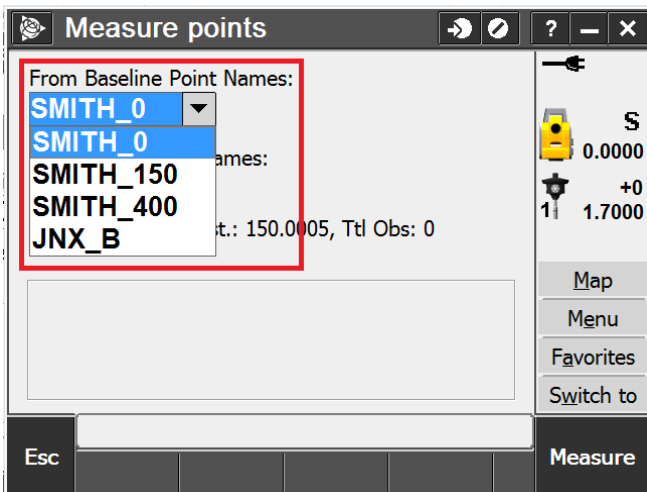 Measure points
? — ×
From Baseline Point Names:
SMITH_0
SMITH_0
SMITH_150
SMITH_400
JNX_B
ames:
st.: 150.0005, Ttl Obs: 0
S
0.0000
+0
1 1.7000
Map
Menu
Favorites
Switch to
Esc
Measure